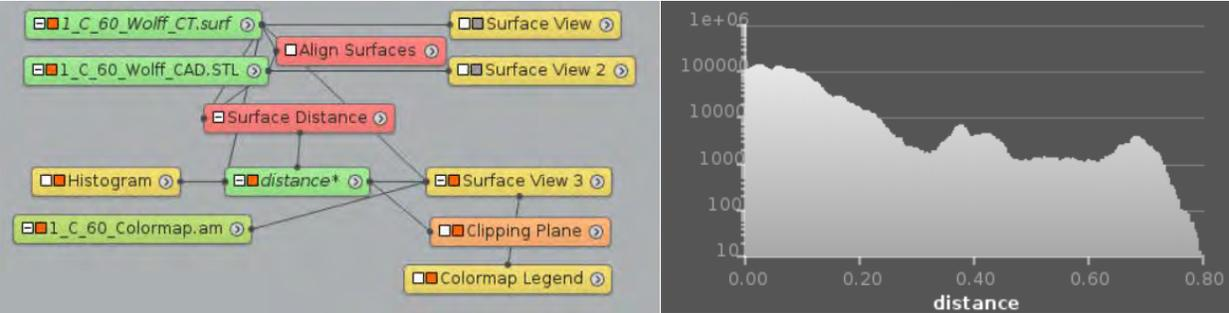 1_C_60_Wolff_CT.surf
Surface View
Align Surfaces
1_C_60_Wolff_CAD.STL
Surface View 2
Surface Distance
Histogram
distance*
Surface View 3
1_C_60_Colormap.am
Clipping Plane
Colormap Legend
1e+06
100000
10000
1000
100
10
0.00 0.20 0.40 0.60 0.80
distance